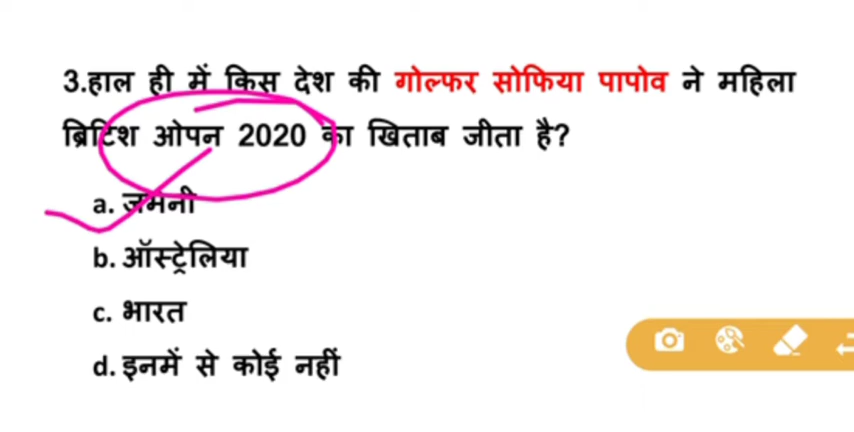 3.हाल ही में किस देश की गोल्फर सोफिया पापोव ने महिला
ब्रिटिश ओपन 2020 का खिताब जीता है?
a. जर्मनी
b. ऑस्ट्रेलिया
c. भारत
d. इनमें से कोई नहीं